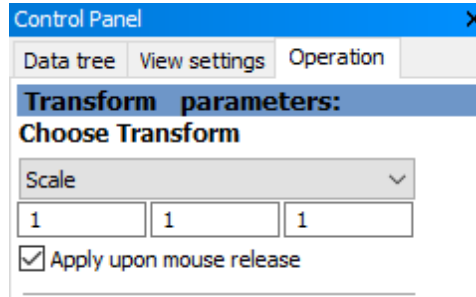 Control Panel
Data tree View settings Operation
Transform parameters:
Choose Transform
Scale
1 1 1
Apply upon mouse release